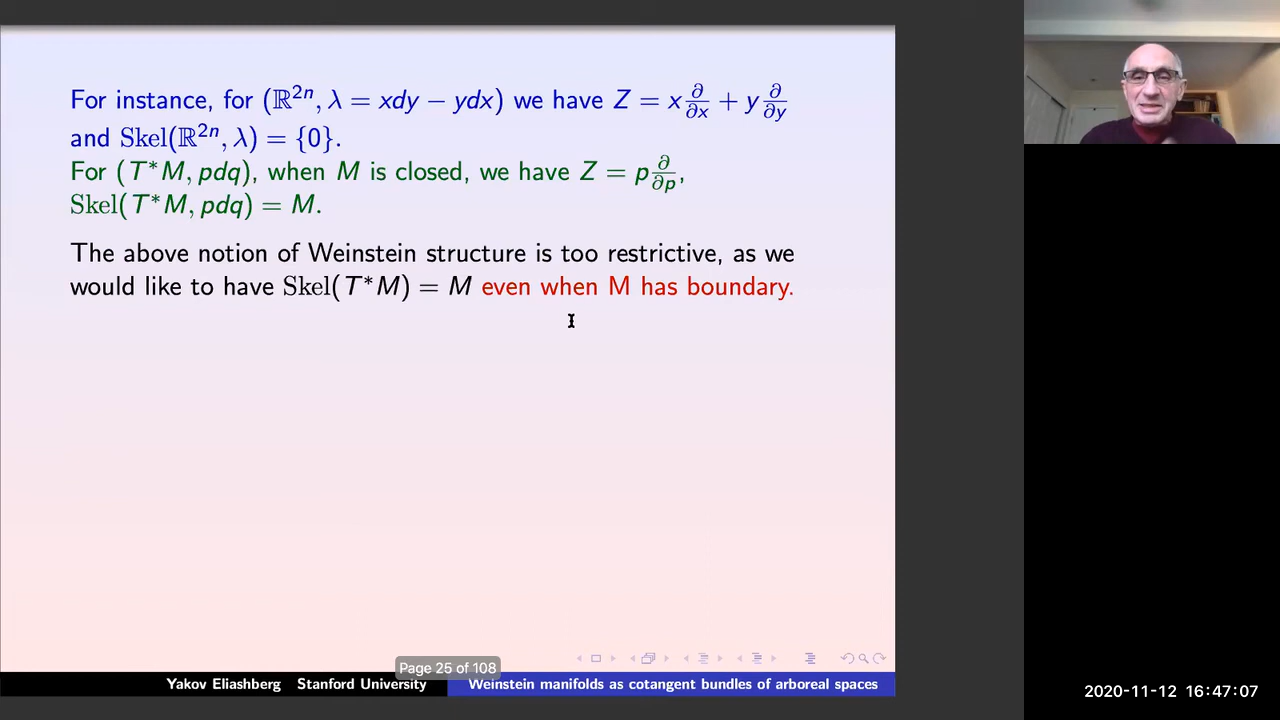 For instance, for (ℝ²ⁿ, λ = xdy − ydx) we have Z = x ∂/∂x + y ∂/∂y
and Skel(ℝ²ⁿ, λ) = {0}.
For (T*M, pdq), when M is closed, we have Z = p ∂/∂p,
Skel(T*M, pdq) = M.
The above notion of Weinstein structure is too restrictive, as we
would like to have Skel(T*M) = M even when M has boundary.
Page 25 of 108
Yakov Eliashberg Stanford University Weinstein manifolds as cotangent bundles of arboreal spaces
2020-11-12 16:47:07